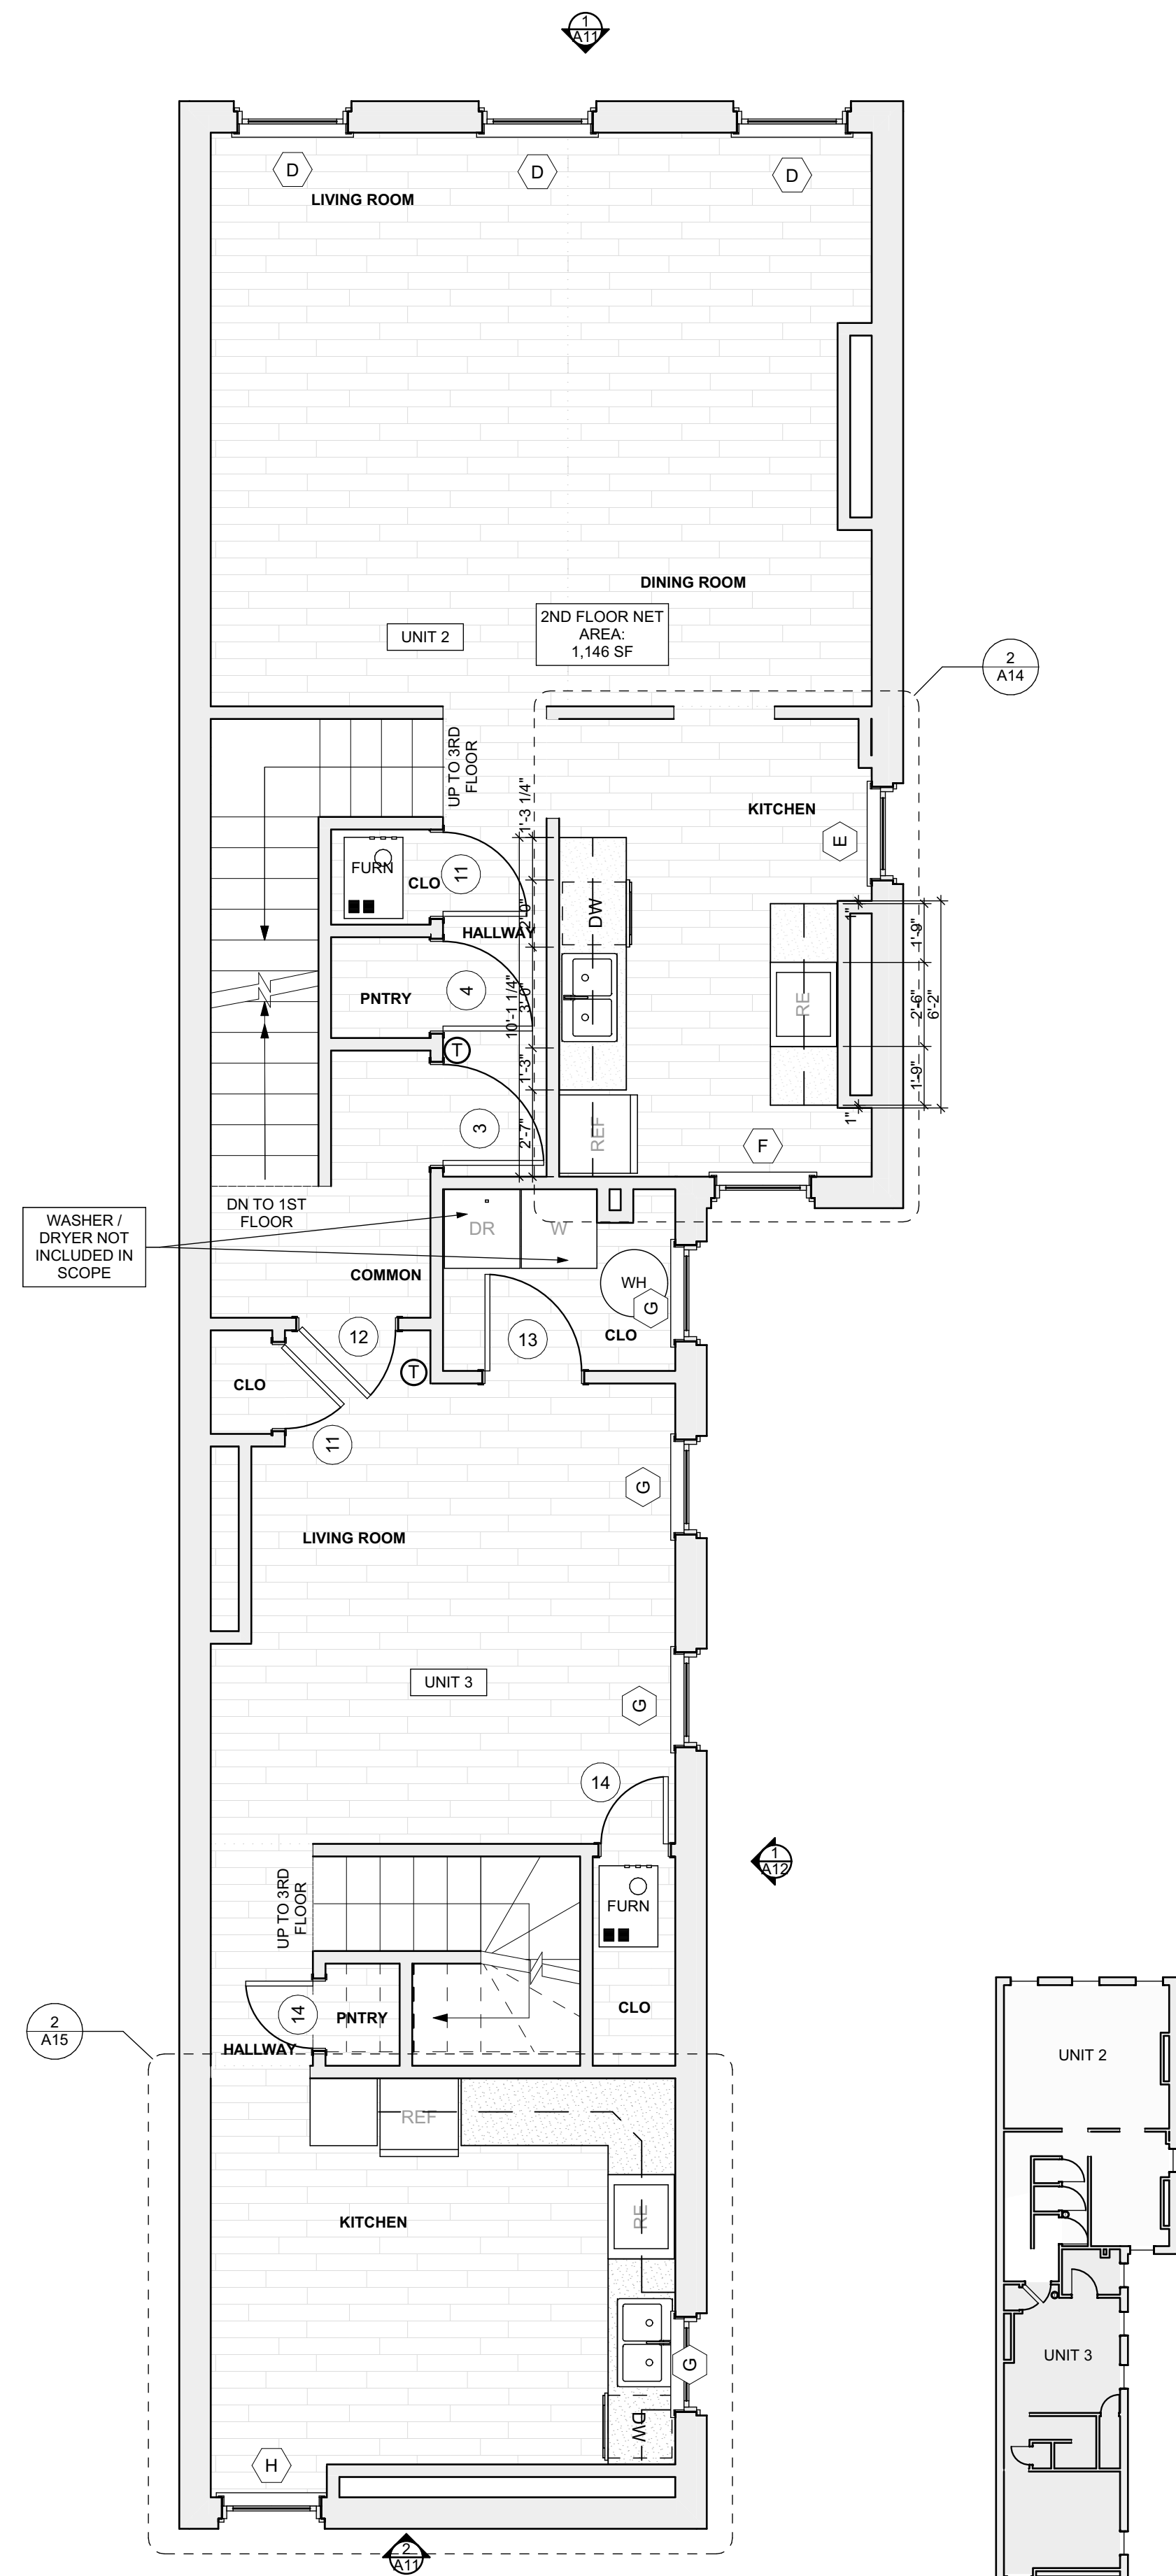 1
A11
D
D
D
LIVING ROOM
DINING ROOM
UNIT 2
2ND FLOOR NET
AREA:
1,146 SF
2
A14
UP TO 3RD
FLOOR
1'-3 1/4"
KITCHEN
E
FURN
CLO
11
2'-0"
DW
HALLWAY
1"
1'-9"
PNTRY
4
10'-1 1/4"
3'-0"
RE
2'-6"
6'-2"
T
1'-3"
1'-9"
1"
3
2'-7"
REF
F
DN TO 1ST
FLOOR
WASHER /
DRYER NOT
INCLUDED IN
SCOPE
DR
W
COMMON
WH
G
12
13
CLO
T
CLO
11
G
LIVING ROOM
UNIT 3
G
14
1
A12
UP TO 3RD
FLOOR
FURN
14
PNTRY
CLO
2
A15
HALLWAY
REF
KITCHEN
RE
G
DW
H
2
A11
UNIT 2
UNIT 3